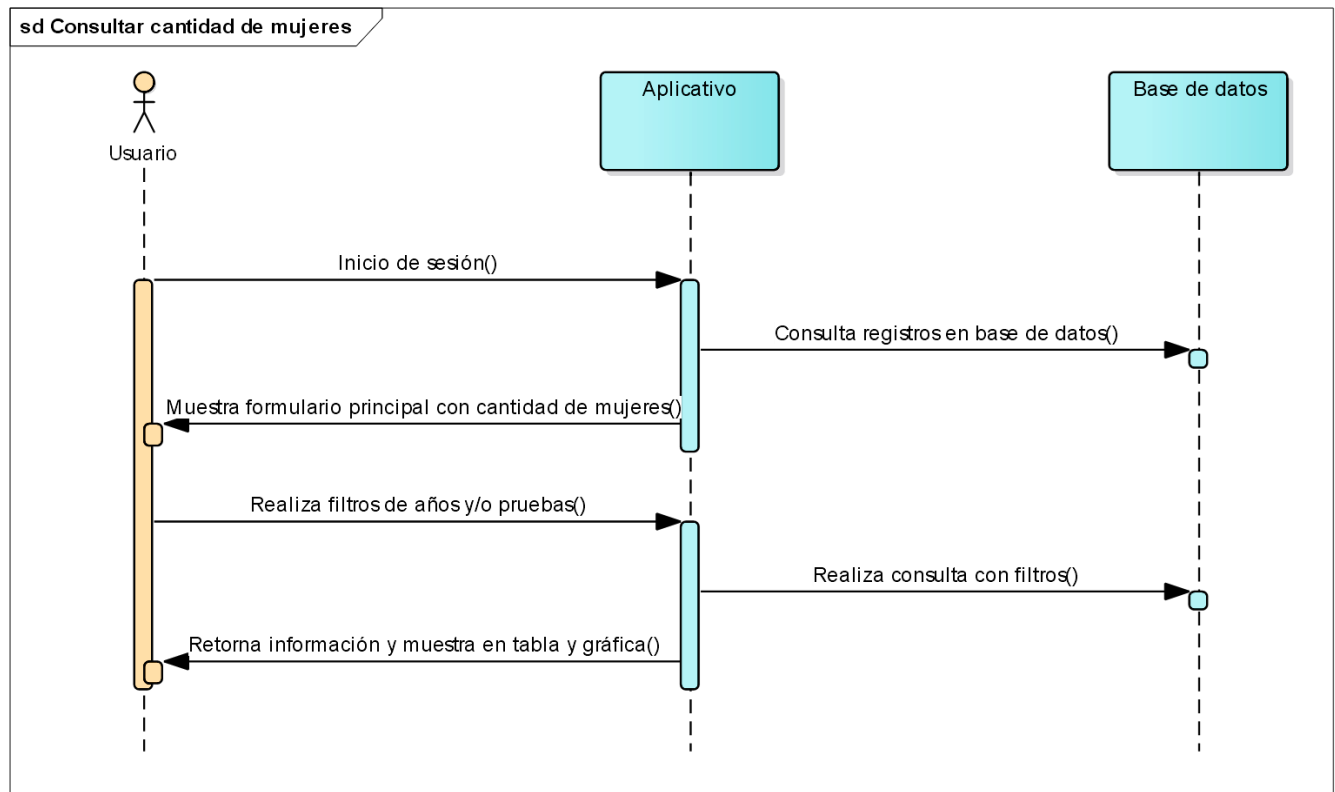 sd Consultar cantidad de mujeres
Usuario
Aplicativo
Base de datos
Inicio de sesión()
Consulta registros en base de datos()
Muestra formulario principal con cantidad de mujeres()
Realiza filtros de años y/o pruebas()
Realiza consulta con filtros()
Retorna información y muestra en tabla y gráfica()